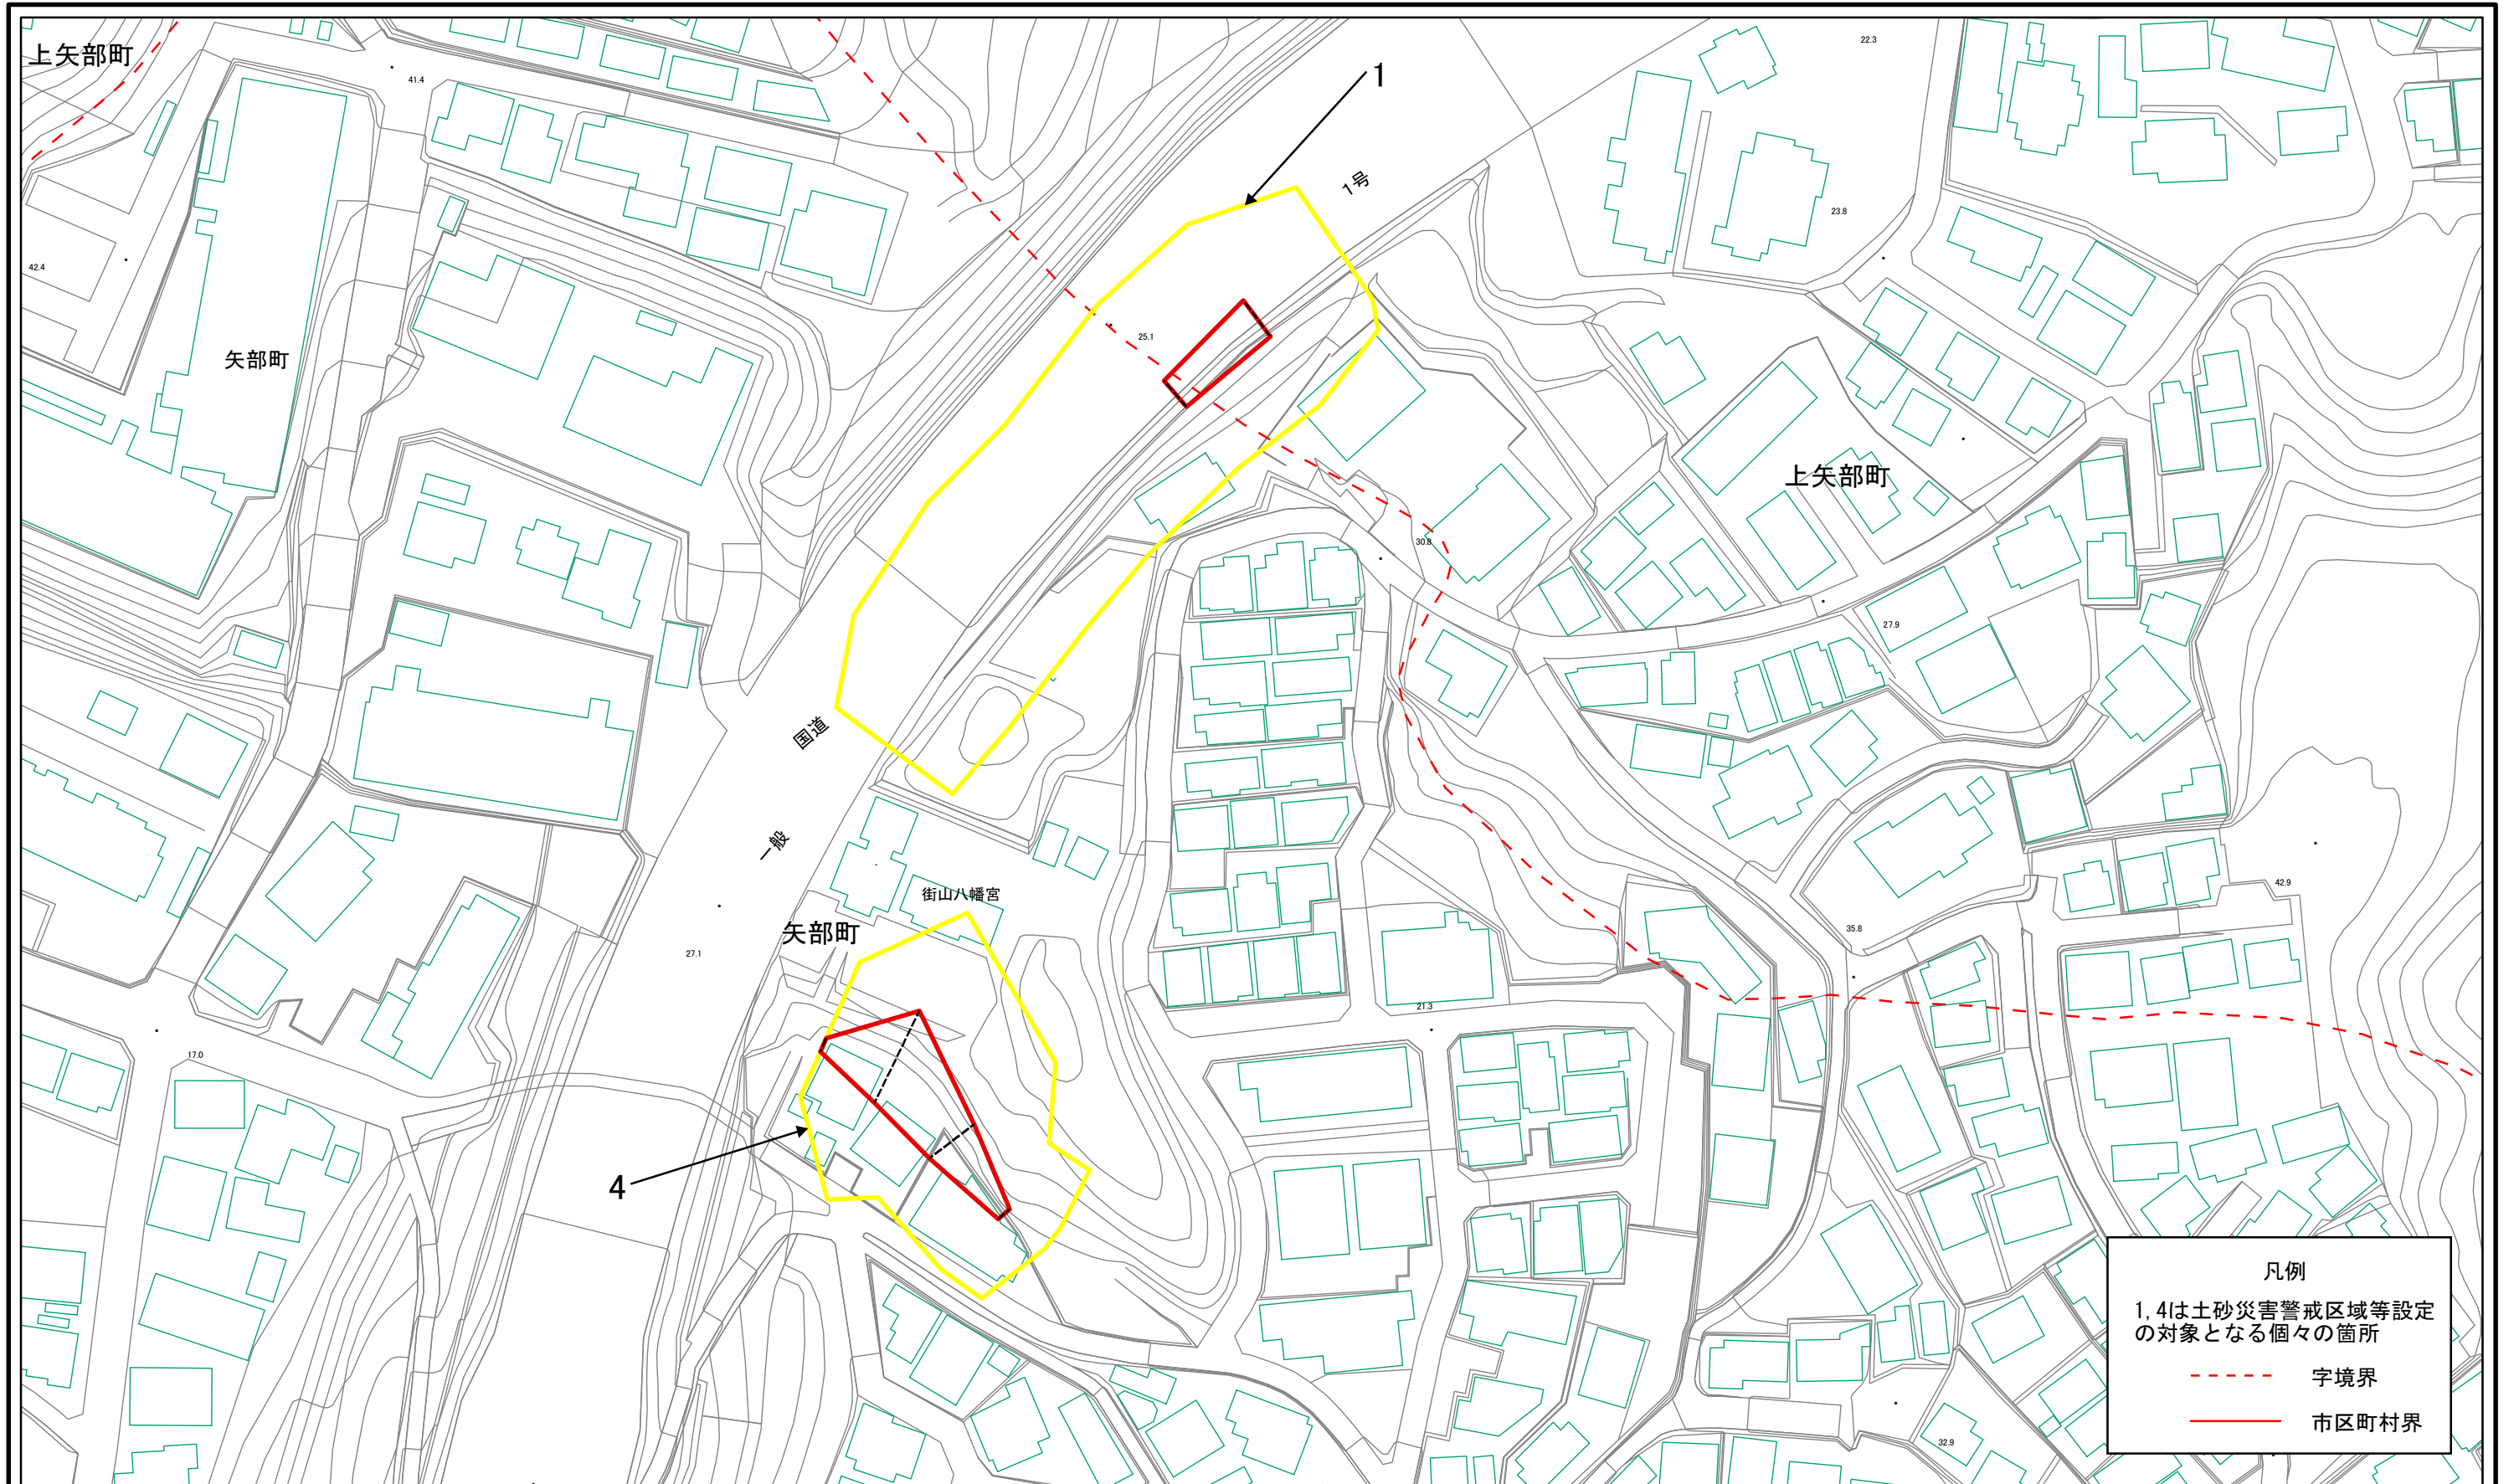 上矢部町
41.4
1
22.3
1号
23.8
42.4
25.1
矢部町
上矢部町
30.8
27.9
国道
一般
街山八幡宮
矢部町
27.1
42.9
35.8
21.3
17.0
4
32.9
凡例
1,4は土砂災害警戒区域等設定
の対象となる個々の箇所
字境界
市区町村界